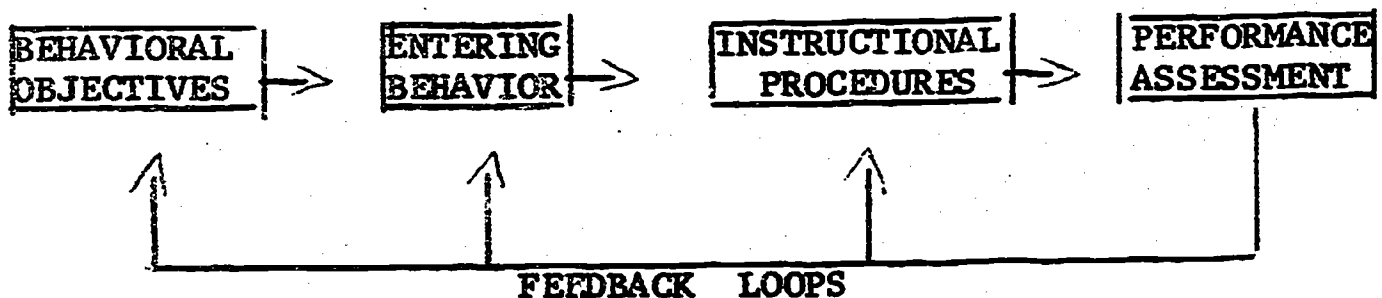 BEHAVIORAL
OBJECTIVES
ENTERING
BEHAVIOR
INSTRUCTIONAL
PROCEDURES
PERFORMANCE
ASSESSMENT
FEEDBACK LOOPS